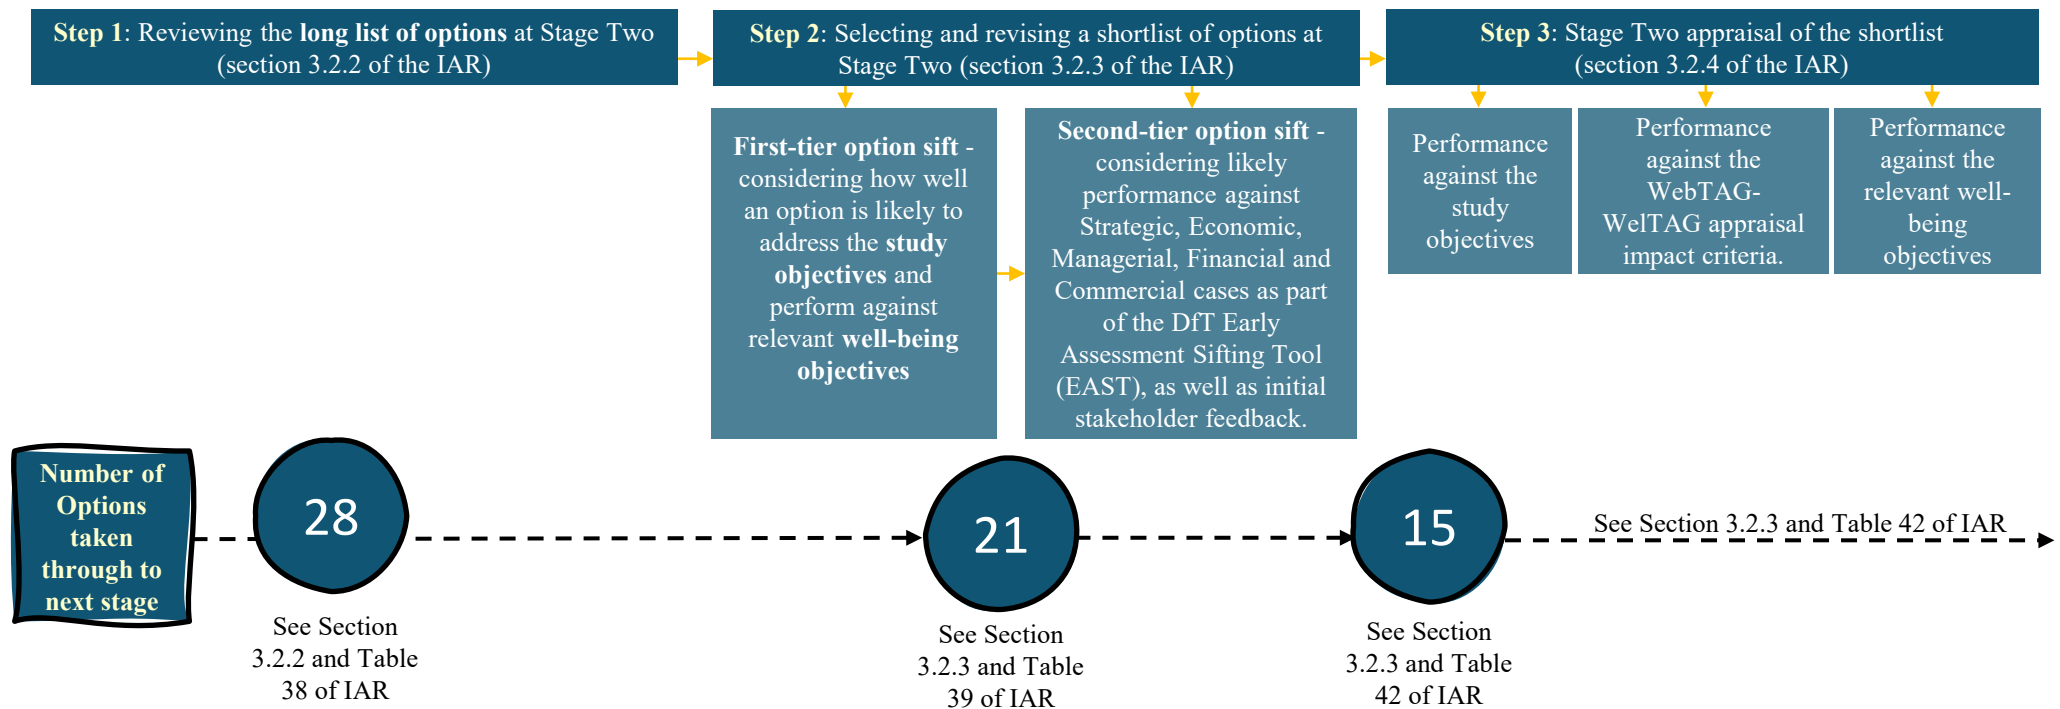 Step 1: Reviewing the long list of options at Stage Two
(section 3.2.2 of the IAR)
Step 2: Selecting and revising a shortlist of options at
Stage Two (section 3.2.3 of the IAR)
Step 3: Stage Two appraisal of the shortlist
(section 3.2.4 of the IAR)
First-tier option sift -
considering how well
an option is likely to
address the study
objectives and
perform against
relevant well-being
objectives
Second-tier option sift -
considering likely
performance against
Strategic, Economic,
Managerial, Financial and
Commercial cases as part
of the DfT Early
Assessment Sifting Tool
(EAST), as well as initial
stakeholder feedback.
Performance
against the
study
objectives
Performance
against the
WebTAG-
WelTAG appraisal
impact criteria.
Performance
against the
relevant well-
being
objectives
Number of
Options
taken
through to
next stage
28
See Section
3.2.2 and Table
38 of IAR
21
See Section
3.2.3 and Table
39 of IAR
15
See Section
3.2.3 and Table
42 of IAR
See Section 3.2.3 and Table 42 of IAR